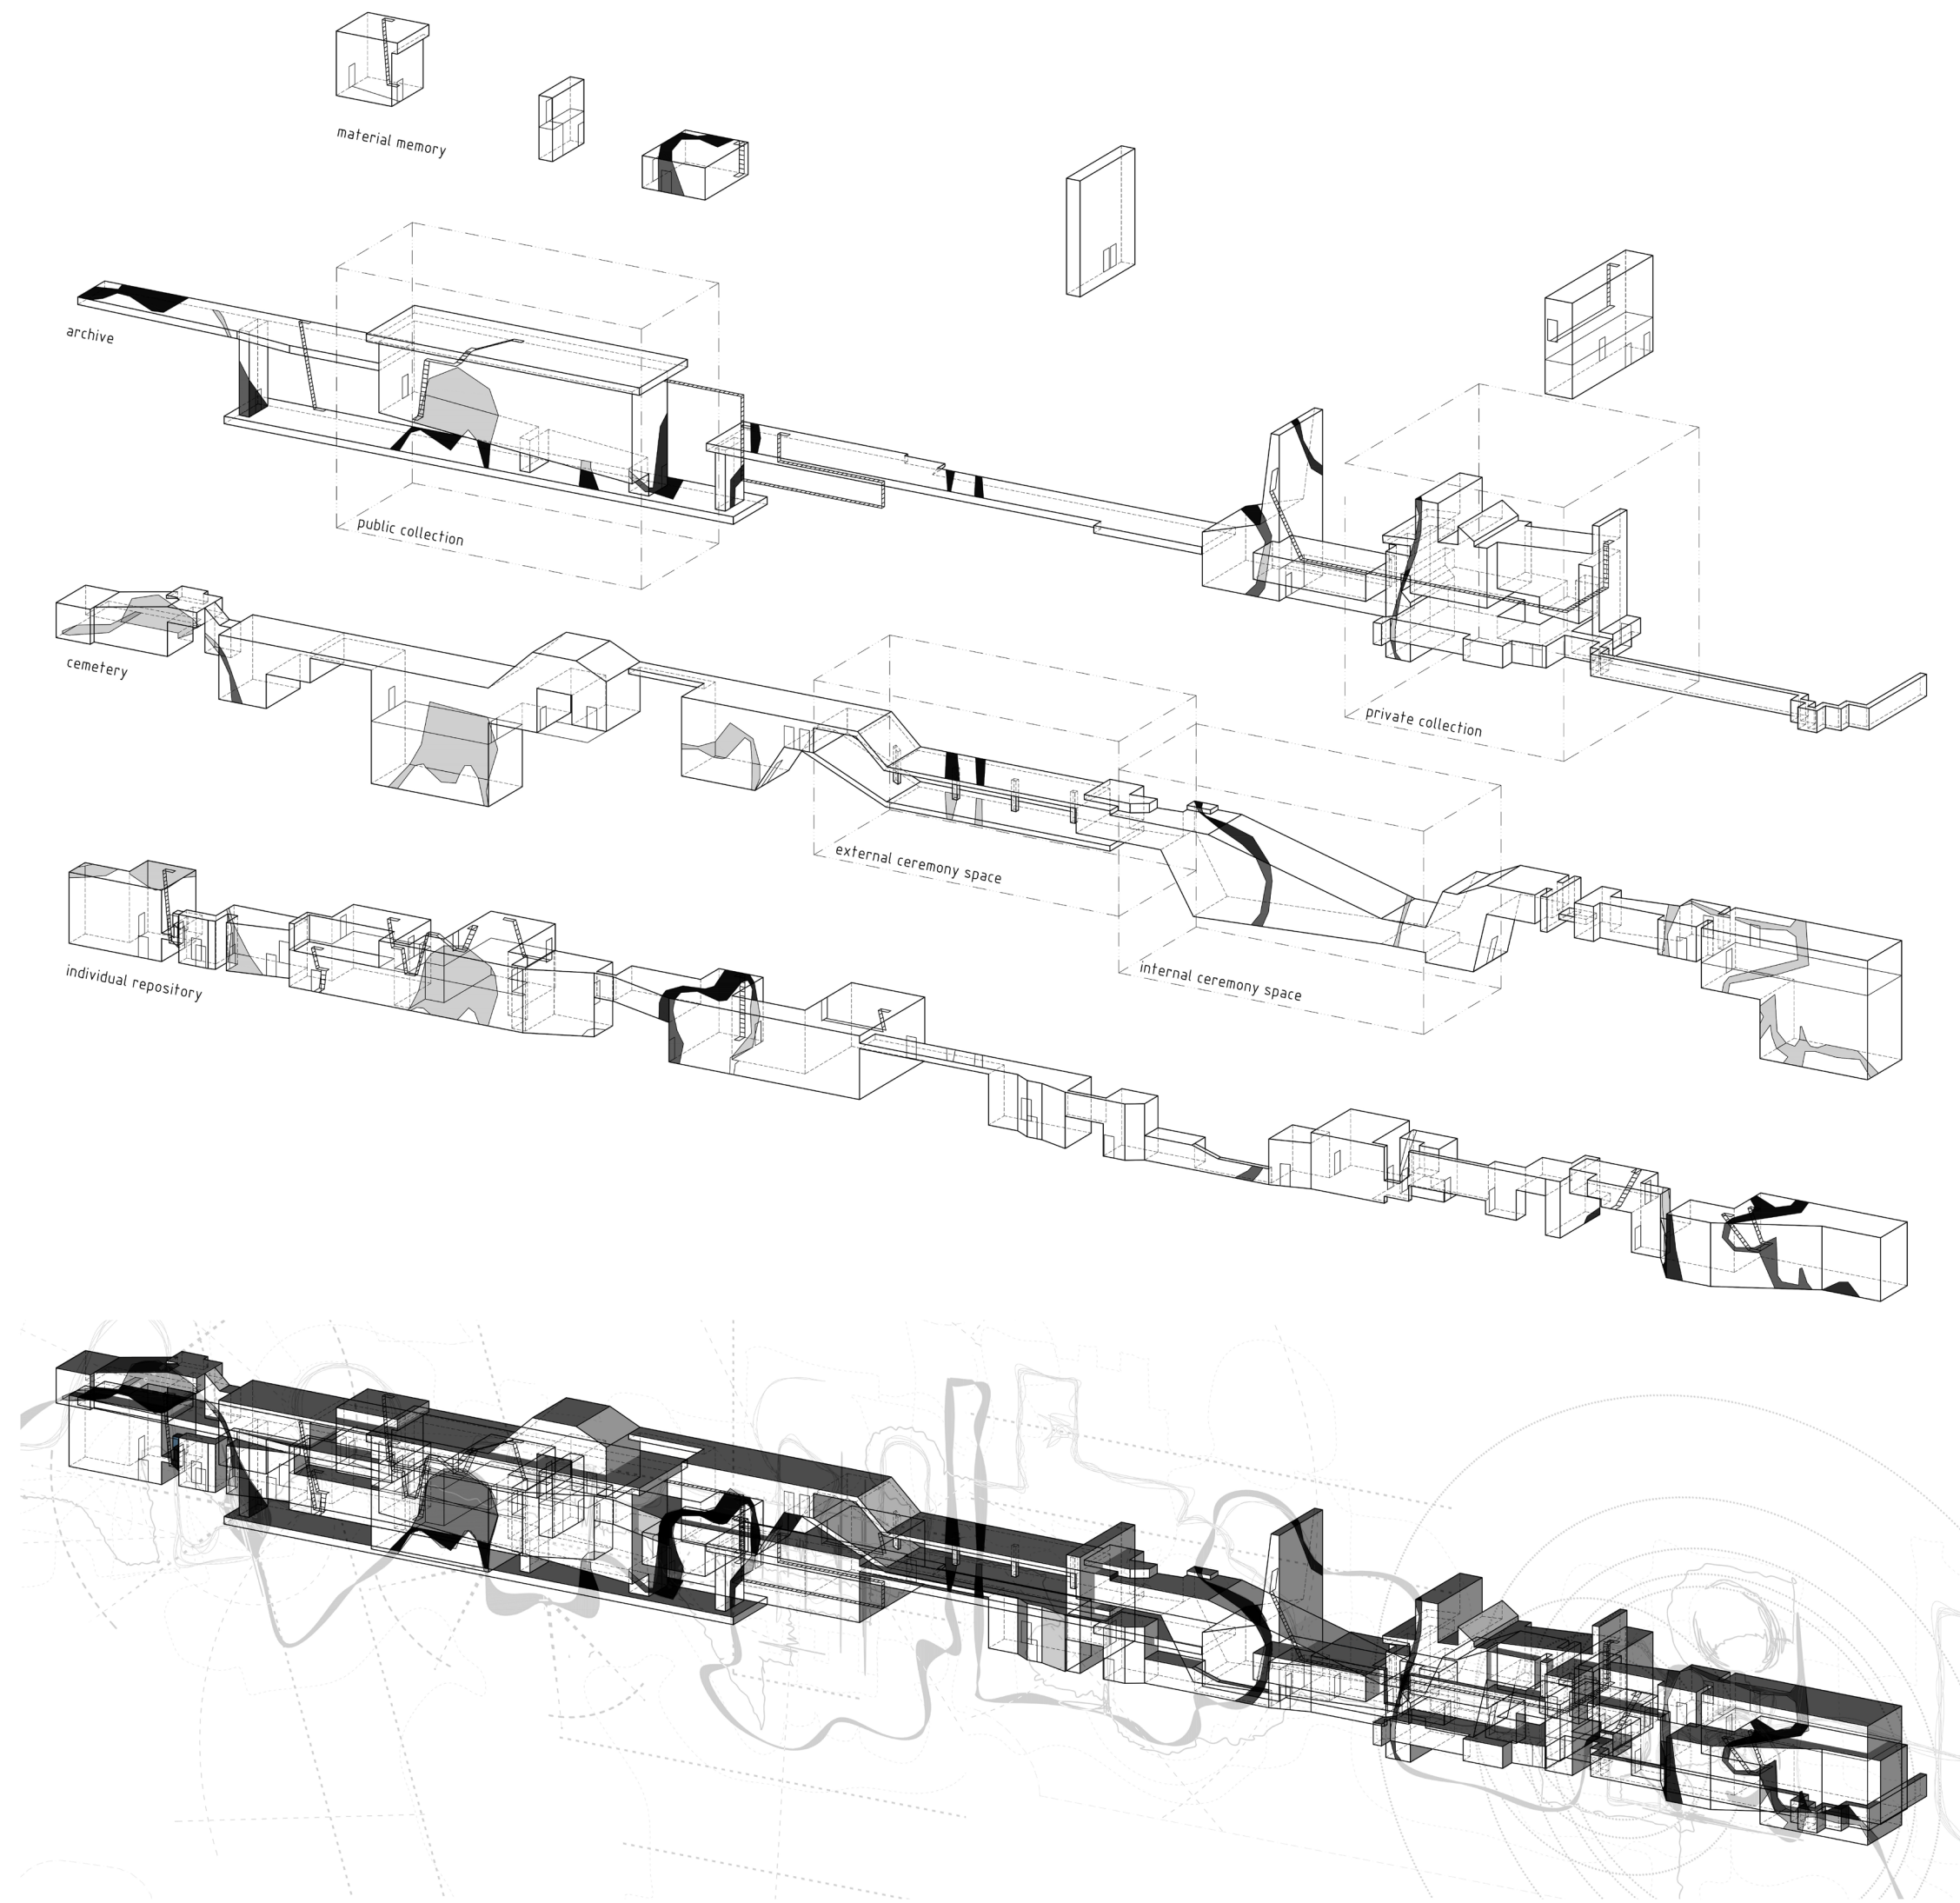 material memory
archive
public collection
cemetery
private collection
external ceremony space
individual repository
internal ceremony space